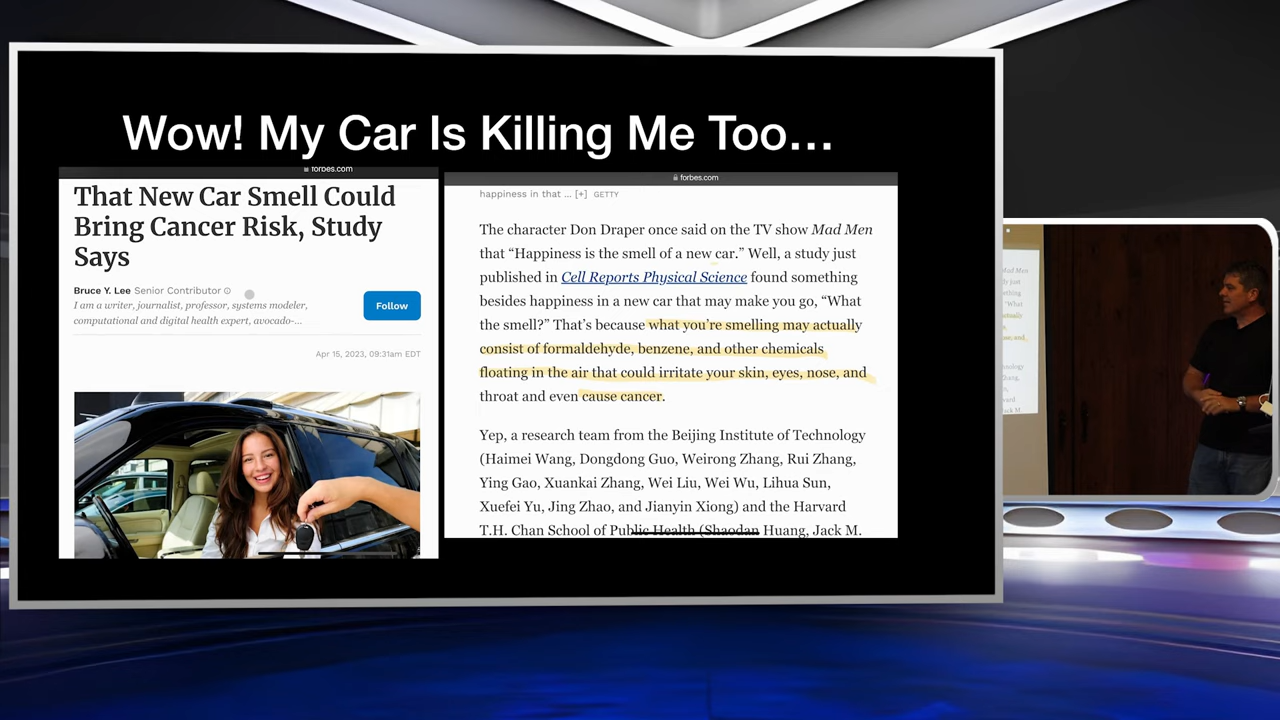 Wow! My Car Is Killing Me Too...
forbes.com
That New Car Smell Could
Bring Cancer Risk, Study
Says
Bruce Y. Lee Senior Contributor
I am a writer, journalist, professor, systems modeler,
computational and digital health expert, avocado-...
Follow
Apr 15, 2023, 09:31am EDT
forbes.com
happiness in that ... [+] GETTY
The character Don Draper once said on the TV show Mad Men
that “Happiness is the smell of a new car.” Well, a study just
published in Cell Reports Physical Science found something
besides happiness in a new car that may make you go, “What
the smell?” That’s because what you’re smelling may actually
consist of formaldehyde, benzene, and other chemicals
floating in the air that could irritate your skin, eyes, nose, and
throat and even cause cancer.
Yep, a research team from the Beijing Institute of Technology
(Haimei Wang, Dongdong Guo, Weirong Zhang, Rui Zhang,
Ying Gao, Xuankai Zhang, Wei Liu, Wei Wu, Lihua Sun,
Xuefei Yu, Jing Zhao, and Jianyin Xiong) and the Harvard
T.H. Chan School of Public Health (Shaodan Huang, Jack M.
Mad Men
Jack M.